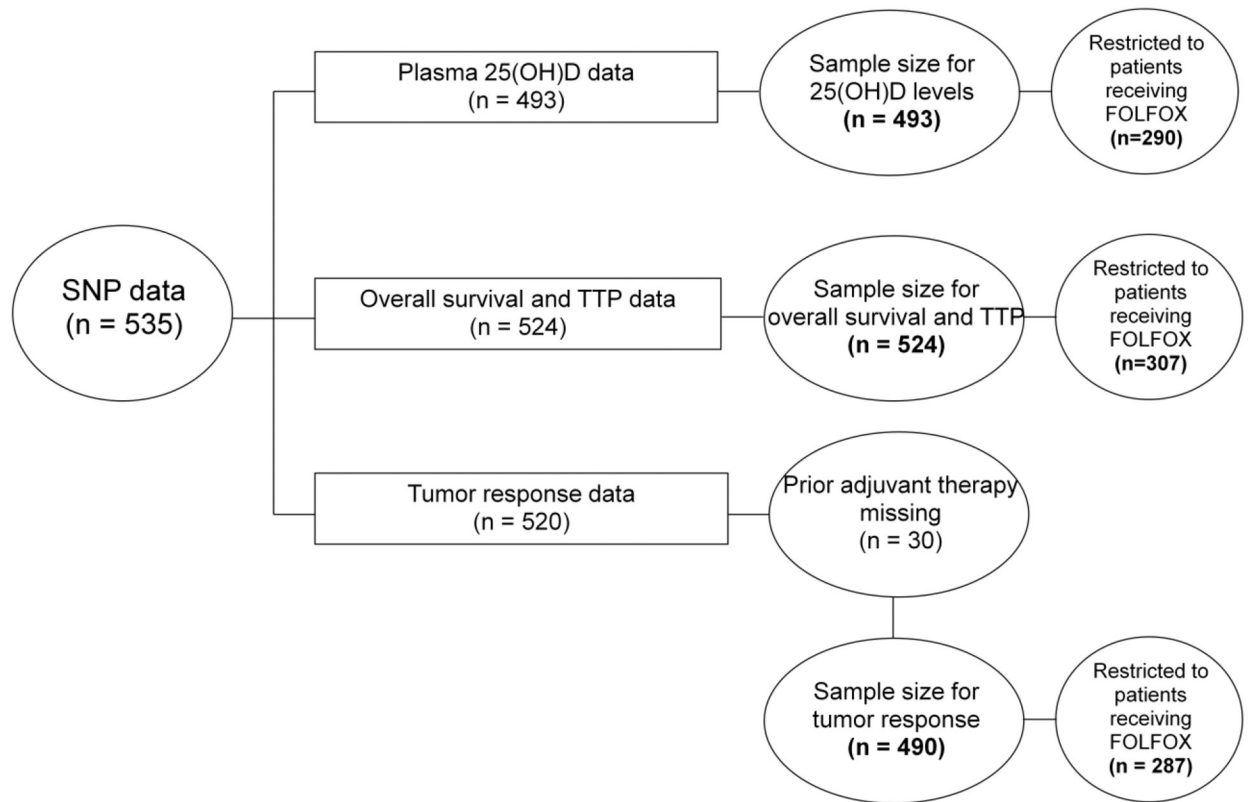 SNP data
(n = 535)
Plasma 25(OH)D data
(n = 493)
Sample size for
25(OH)D levels
(n = 493)
Restricted to
patients
receiving
FOLFOX
(n=290)
Overall survival and TTP data
(n = 524)
Sample size for
overall survival and TTP
(n = 524)
Restricted to
patients
receiving
FOLFOX
(n=307)
Tumor response data
(n = 520)
Prior adjuvant therapy
missing
(n = 30)
Sample size for
tumor response
(n = 490)
Restricted to
patients
receiving
FOLFOX
(n = 287)